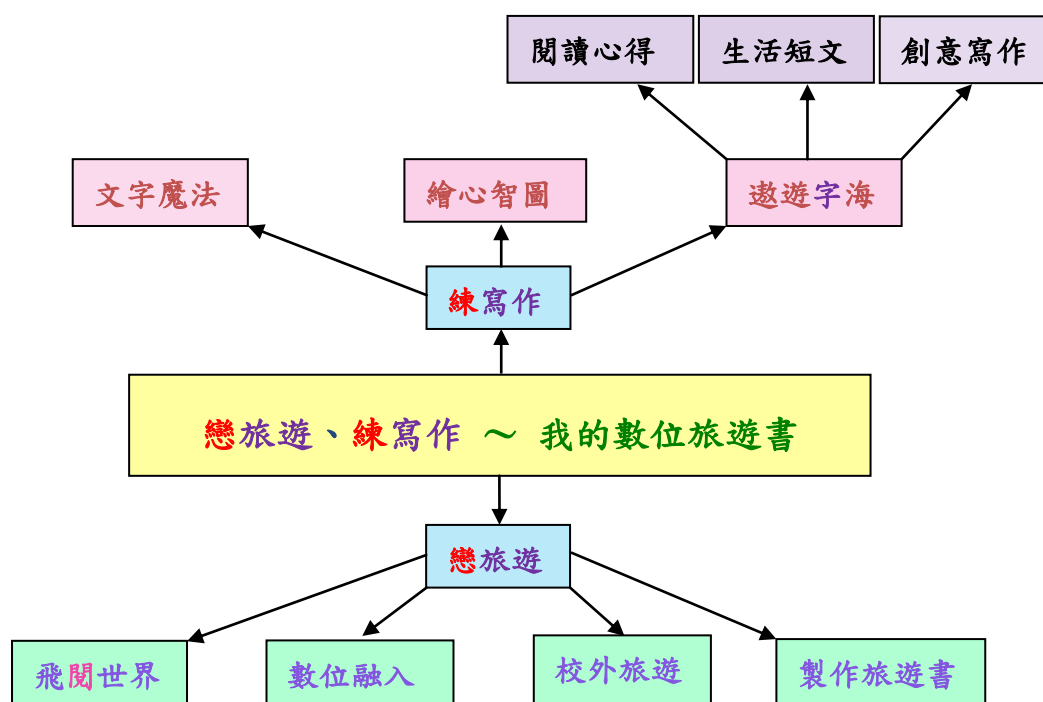 閱讀心得 生活短文 創意寫作
文字魔法 繪心智圖 遨遊字海
練寫作
戀旅遊、練寫作 ～ 我的數位旅遊書
戀旅遊
飛閱世界 數位融入 校外旅遊 製作旅遊書